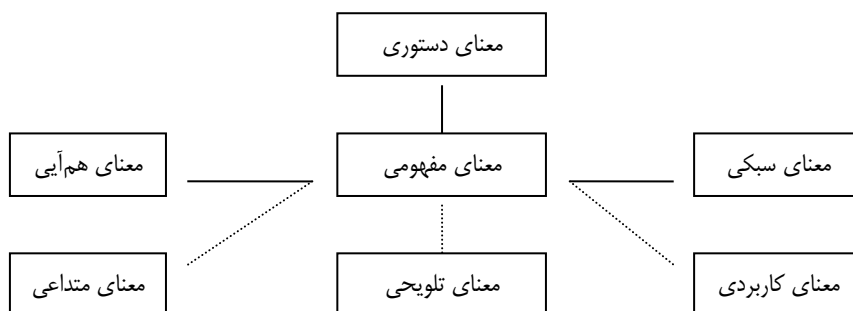 معنای دستوری
معنای سبکی
معنای مفهومی
معنای هم‌آیی
معنای کاربردی
معنای تلویحی
معنای متداعی